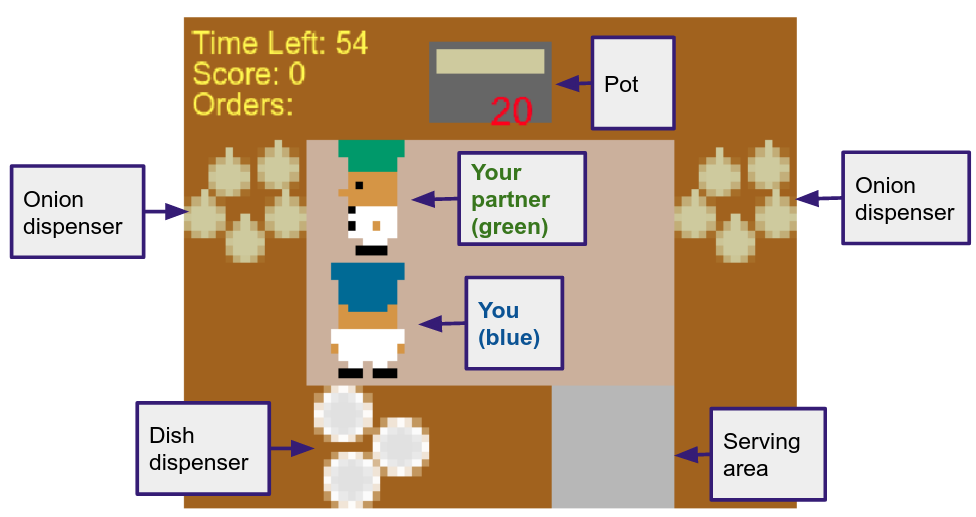 Time Left: 54
Score: 0
Orders:
20
Pot
Onion
dispenser
Your
partner
(green)
Onion
dispenser
You
(blue)
Dish
dispenser
Serving
area